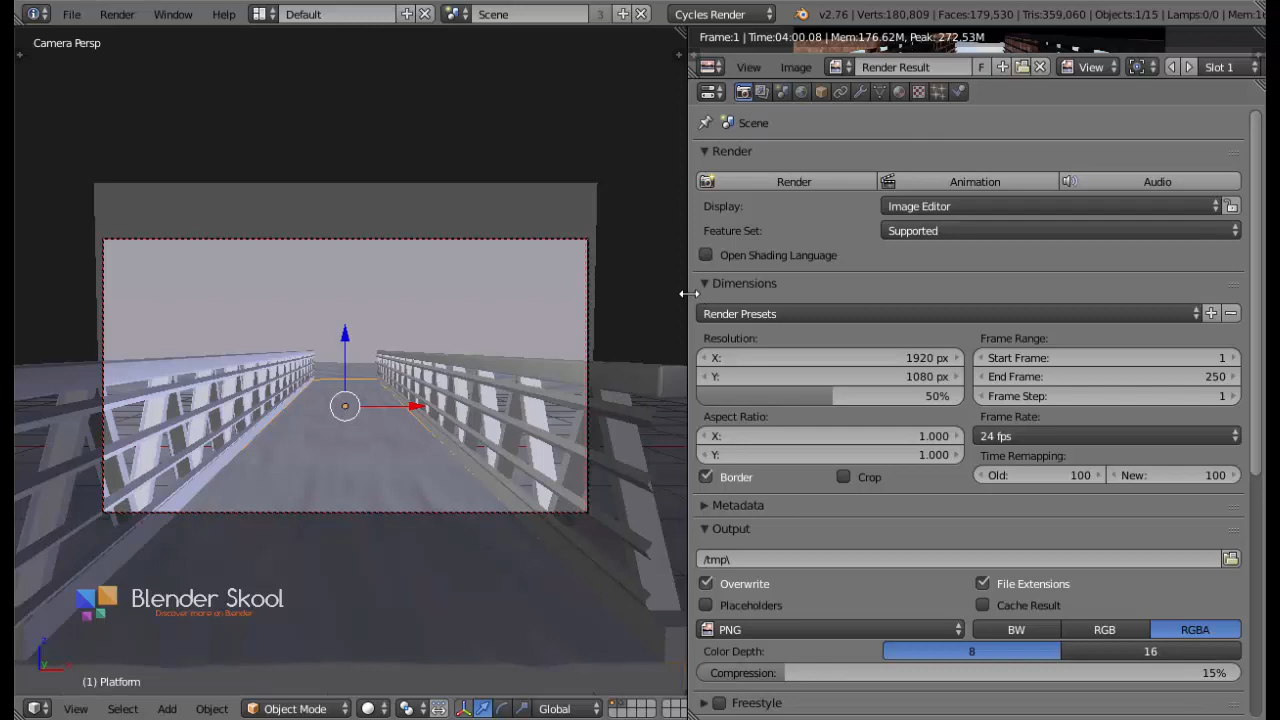 File Render Window Help Default Scene 3 Cycles Render v2.76 | Verts:180,809 | Faces:179,530 | Tris:359,060 | Objects:1/15 | Lamps:0/0 |
Camera Persp
Frame:1 | Time:04:00.08 | Mem:176.62M, Peak: 272.53M
View Image Render Result F View Slot 1
Scene
Render
Render Animation Audio
Display: Image Editor
Feature Set: Supported
Open Shading Language
Dimensions
Render Presets
Resolution: Frame Range:
X: 1920 px Start Frame: 1
Y: 1080 px End Frame: 250
50% Frame Step: 1
Aspect Ratio: Frame Rate:
X: 1.000 24 fps
Y: 1.000 Time Remapping:
Border Crop Old: 100 New: 100
Metadata
Output
/tmp\
Overwrite File Extensions
Placeholders Cache Result
PNG BW RGB RGBA
Color Depth: 8 16
Compression: 15%
Freestyle
Blender Skool
Discover more on Blender
z
y
x
(1) Platform
View Select Add Object Object Mode Global